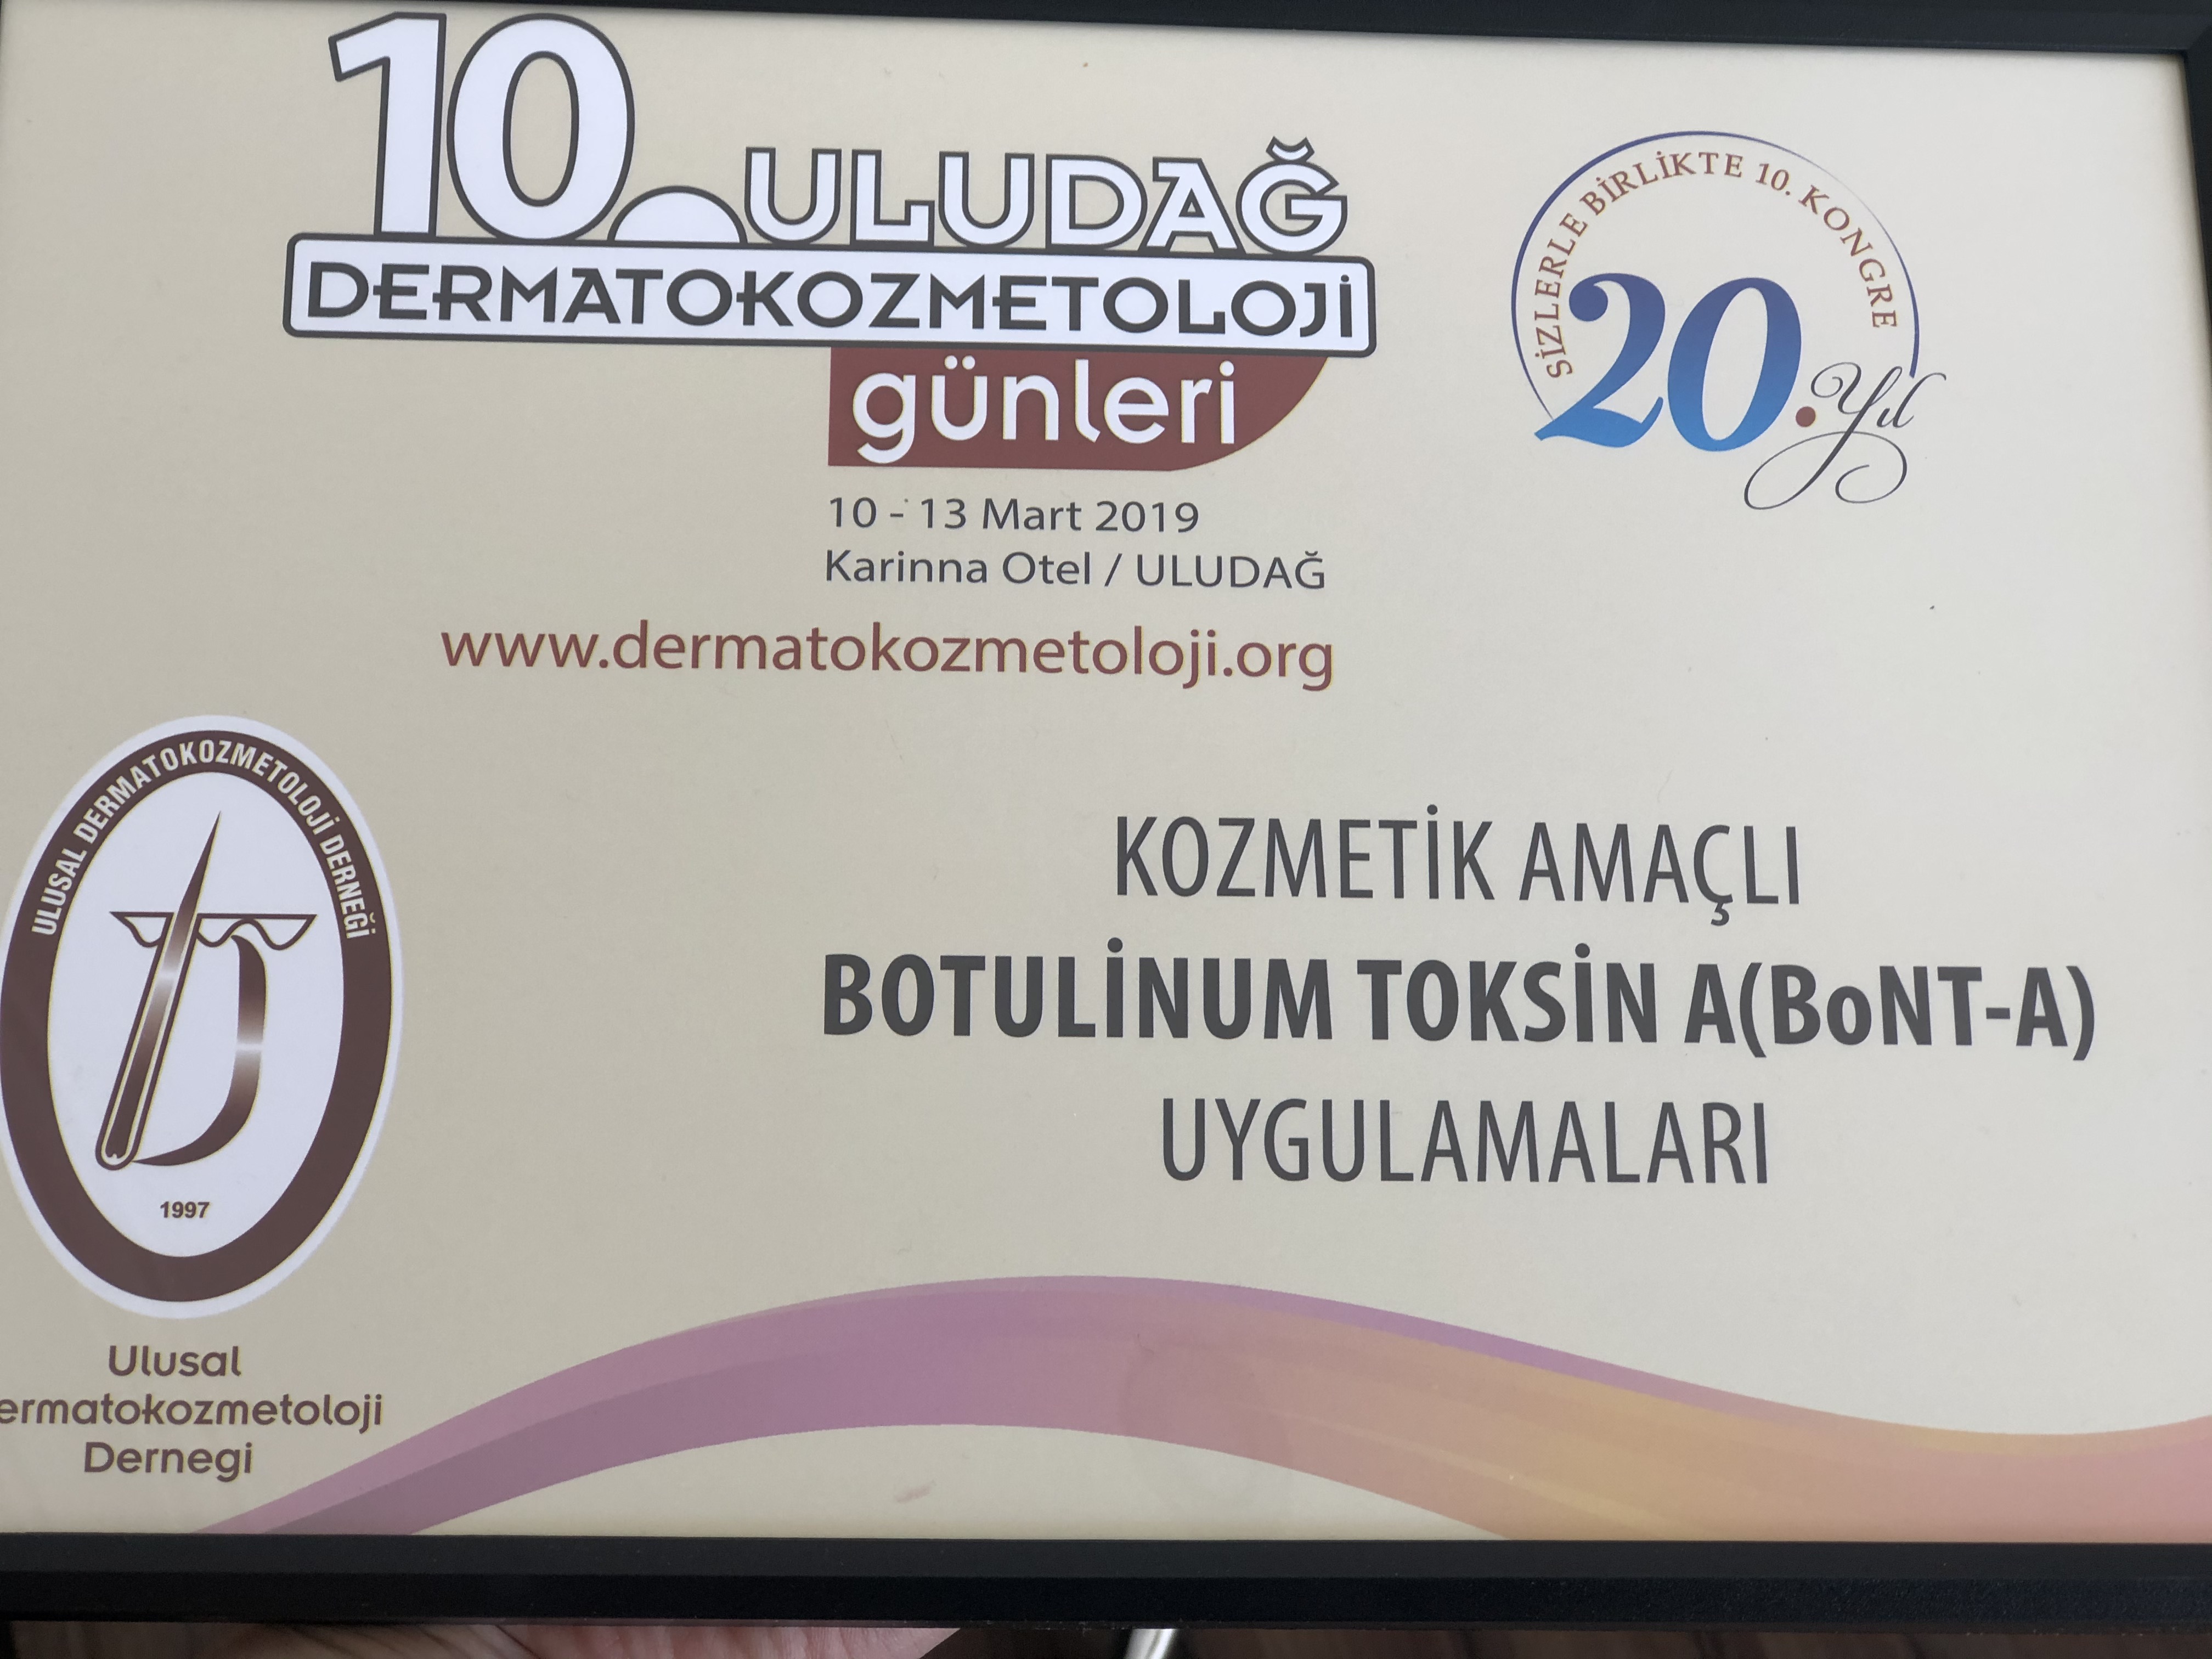 10. ULUDAĞ
DERMATOKOZMETOLOJİ
günleri
10 - 13 Mart 2019
Karinna Otel / ULUDAĞ
www.dermatokozmetoloji.org
SİZLERLE BİRLİKTE 10. KONGRE
20. Yıl
ULUSAL DERMATOKOZMETOLOJİ DERNEĞİ
1997
Ulusal
ermatokozmetoloji
Dernegi
KOZMETİK AMAÇLI
BOTULİNUM TOKSİN A(BoNT-A)
UYGULAMALARI